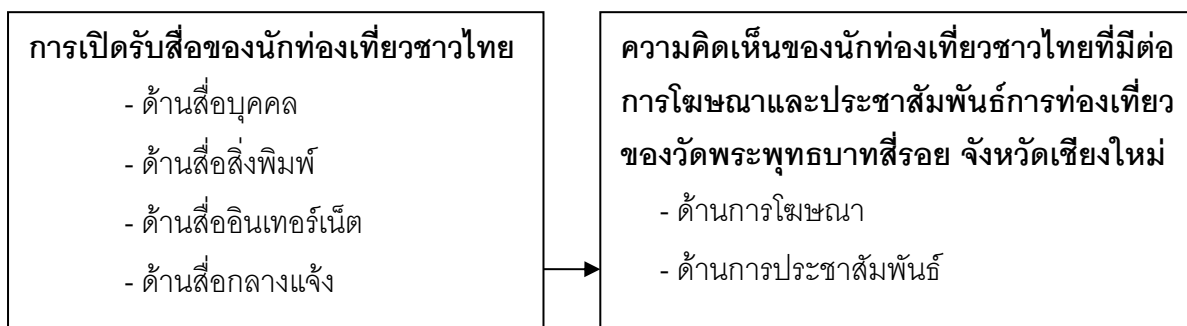 การเปิดรับสื่อของนักท่องเที่ยวชาวไทย
- ด้านสื่อบุคคล
- ด้านสื่อสิ่งพิมพ์
- ด้านสื่ออินเทอร์เน็ต
- ด้านสื่อกลางแจ้ง
ความคิดเห็นของนักท่องเที่ยวชาวไทยที่มีต่อ
การโฆษณาและประชาสัมพันธ์การท่องเที่ยว
ของวัดพระพุทธบาทสี่รอย จังหวัดเชียงใหม่
- ด้านการโฆษณา
- ด้านการประชาสัมพันธ์